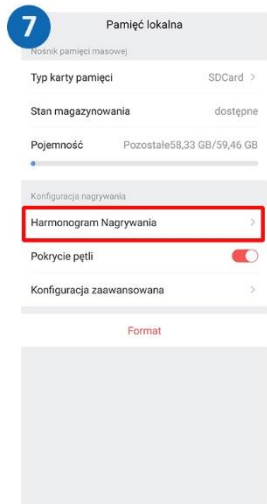 7
Pamięć lokalna
Nośnik pamięci masowej
Typ karty pamięci SDCard >
Stan magazynowania dostępne
Pojemność Pozostałe58,33 GB/59,46 GB
Konfiguracja nagrywania
Harmonogram Nagrywania >
Pokrycie pętli
Konfiguracja zaawansowana >
Format